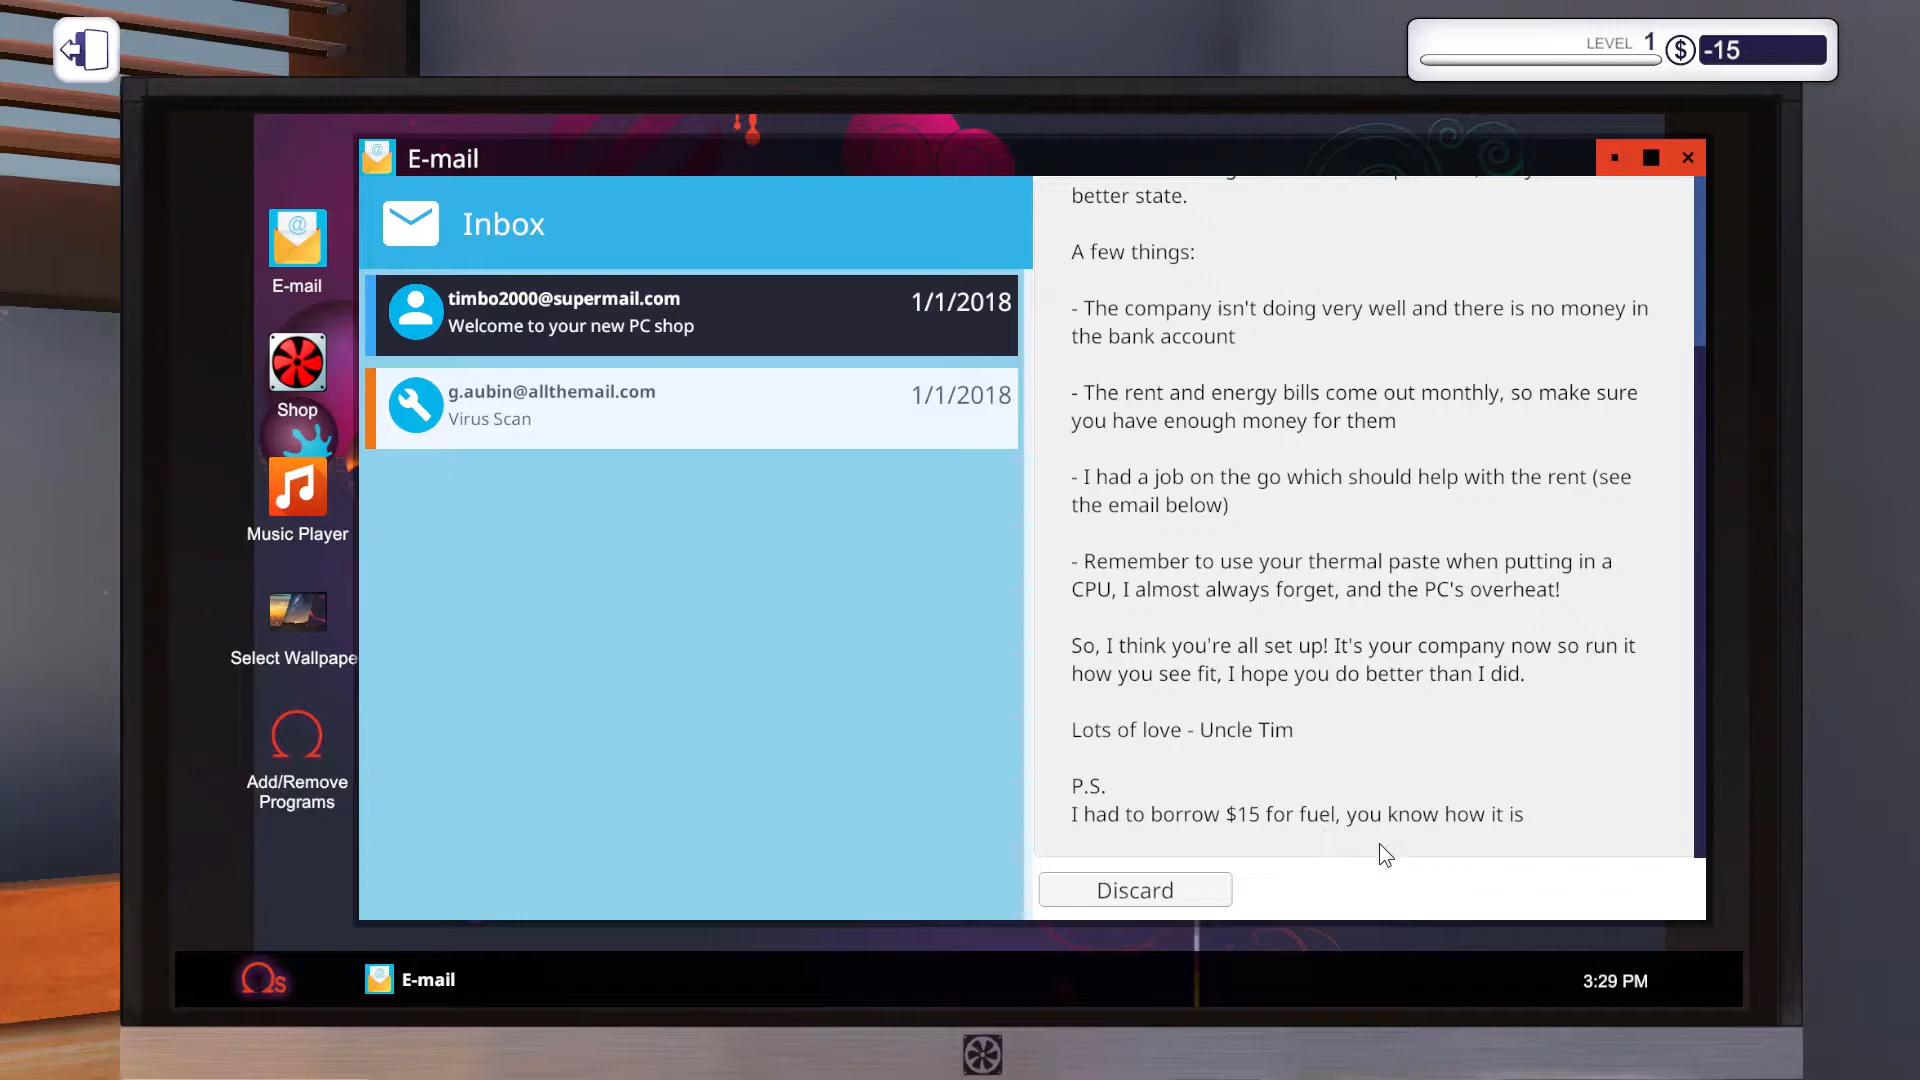 LEVEL 1
$ -15
E-mail
Inbox
timbo2000@supermail.com
1/1/2018
Welcome to your new PC shop
g.aubin@allthemail.com
1/1/2018
Virus Scan
better state.
A few things:
- The company isn't doing very well and there is no money in
the bank account
- The rent and energy bills come out monthly, so make sure
you have enough money for them
- I had a job on the go which should help with the rent (see
the email below)
- Remember to use your thermal paste when putting in a
CPU, I almost always forget, and the PC's overheat!
So, I think you're all set up! It's your company now so run it
how you see fit, I hope you do better than I did.
Lots of love - Uncle Tim
P.S.
I had to borrow $15 for fuel, you know how it is
Discard
E-mail
Shop
Music Player
Select Wallpape
Add/Remove
Programs
Ωs
E-mail
3:29 PM